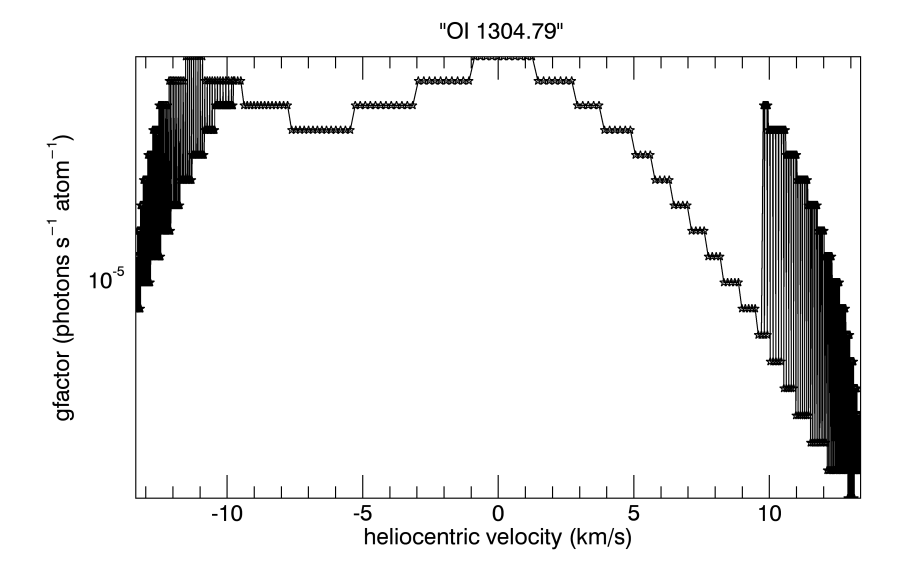 "OI 1304.79"
gfactor (photons s⁻¹ atom⁻¹)
10⁻⁵
-10 -5 0 5 10
heliocentric velocity (km/s)